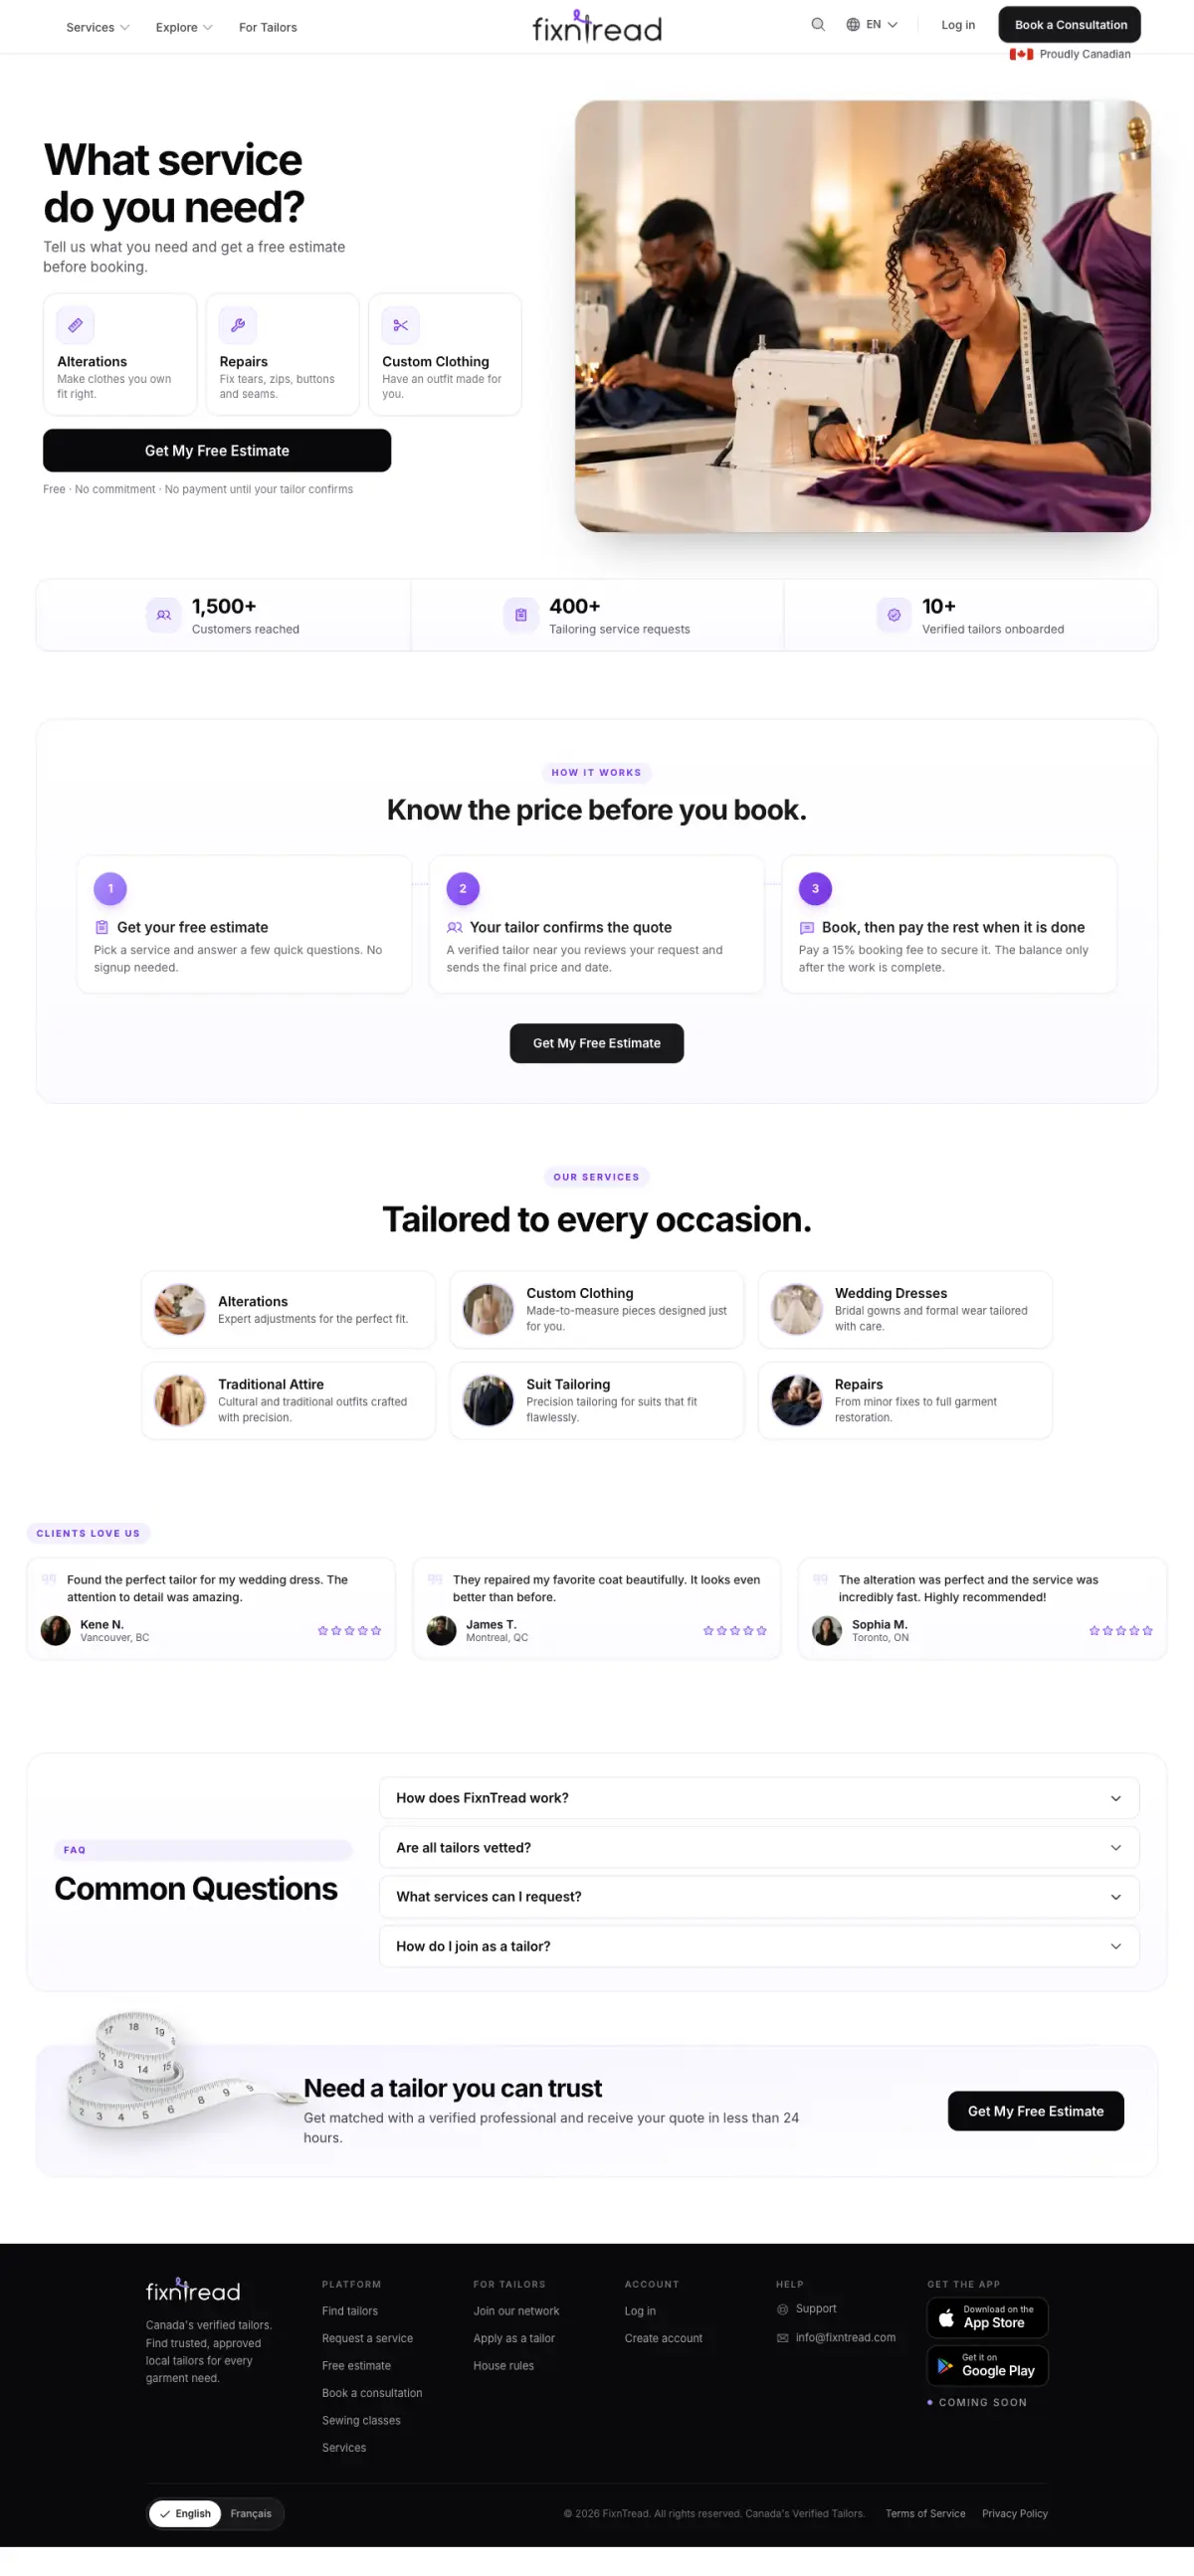 Services
Explore
For Tailors
fixntread
EN
Log in
Book a Consultation
Proudly Canadian
What service
do you need?
Tell us what you need and get a free estimate
before booking.
Alterations
Make clothes you own
fit right.
Repairs
Fix tears, zips, buttons
and seams.
Custom Clothing
Have an outfit made for
you.
Get My Free Estimate
Free · No commitment · No payment until your tailor confirms
1,500+
Customers reached
400+
Tailoring service requests
10+
Verified tailors onboarded
HOW IT WORKS
Know the price before you book.
1
Get your free estimate
Pick a service and answer a few quick questions. No
signup needed.
2
Your tailor confirms the quote
A verified tailor near you reviews your request and
sends the final price and date.
3
Book, then pay the rest when it is done
Pay a 15% booking fee to secure it. The balance only
after the work is complete.
Get My Free Estimate
OUR SERVICES
Tailored to every occasion.
Alterations
Expert adjustments for the perfect fit.
Custom Clothing
Made-to-measure pieces designed just
for you.
Wedding Dresses
Bridal gowns and formal wear tailored
with care.
Traditional Attire
Cultural and traditional outfits crafted
with precision.
Suit Tailoring
Precision tailoring for suits that fit
flawlessly.
Repairs
From minor fixes to full garment
restoration.
CLIENTS LOVE US
Found the perfect tailor for my wedding dress. The
attention to detail was amazing.
Kene N.
Vancouver, BC
They repaired my favorite coat beautifully. It looks even
better than before.
James T.
Montreal, QC
The alteration was perfect and the service was
incredibly fast. Highly recommended!
Sophia M.
Toronto, ON
FAQ
Common Questions
How does FixnTread work?
Are all tailors vetted?
What services can I request?
How do I join as a tailor?
17 18 19
12 13 14 15
2 3 4 5 6 8 9 9
Need a tailor you can trust
Get matched with a verified professional and receive your quote in less than 24
hours.
Get My Free Estimate
fixntread
Canada's verified tailors.
Find trusted, approved
local tailors for every
garment need.
PLATFORM
Find tailors
Request a service
Free estimate
Book a consultation
Sewing classes
Services
FOR TAILORS
Join our network
Apply as a tailor
House rules
ACCOUNT
Log in
Create account
HELP
Support
info@fixntread.com
GET THE APP
Download on the
App Store
Get it on
Google Play
COMING SOON
English
Français
© 2026 FixnTread. All rights reserved. Canada's Verified Tailors.
Terms of Service
Privacy Policy